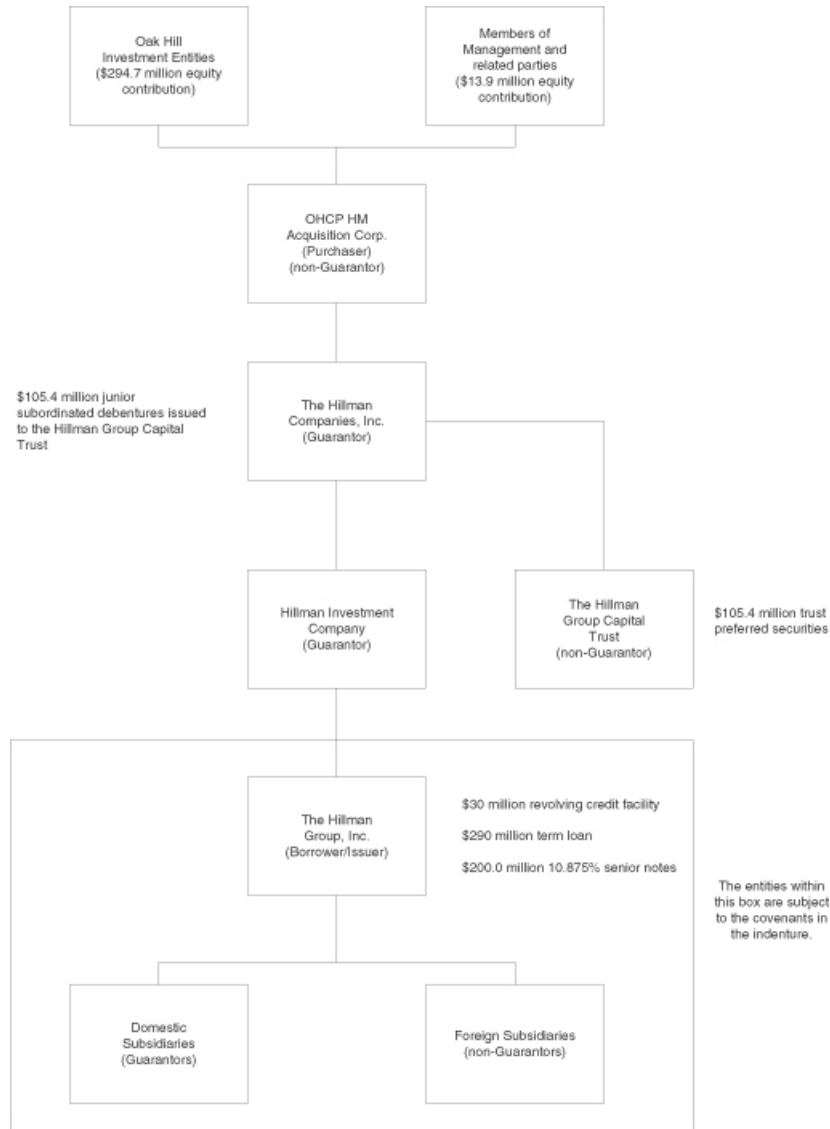 Oak Hill
Investment Entities
($294.7 million equity
contribution)
Members of
Management and
related parties
($13.9 million equity
contribution)
OHCP HM
Acquisition Corp.
(Purchaser)
(non-Guarantor)
$105.4 million junior
subordinated debentures issued
to the Hillman Group Capital
Trust
The Hillman
Companies, Inc.
(Guarantor)
Hillman Investment
Company
(Guarantor)
The Hillman
Group Capital
Trust
(non-Guarantor)
$105.4 million trust
preferred securities
The Hillman
Group, Inc.
(Borrower/Issuer)
$30 million revolving credit facility
$290 million term loan
$200.0 million 10.875% senior notes
The entities within
this box are subject
to the covenants in
the indenture.
Domestic
Subsidiaries
(Guarantors)
Foreign Subsidiaries
(non-Guarantors)